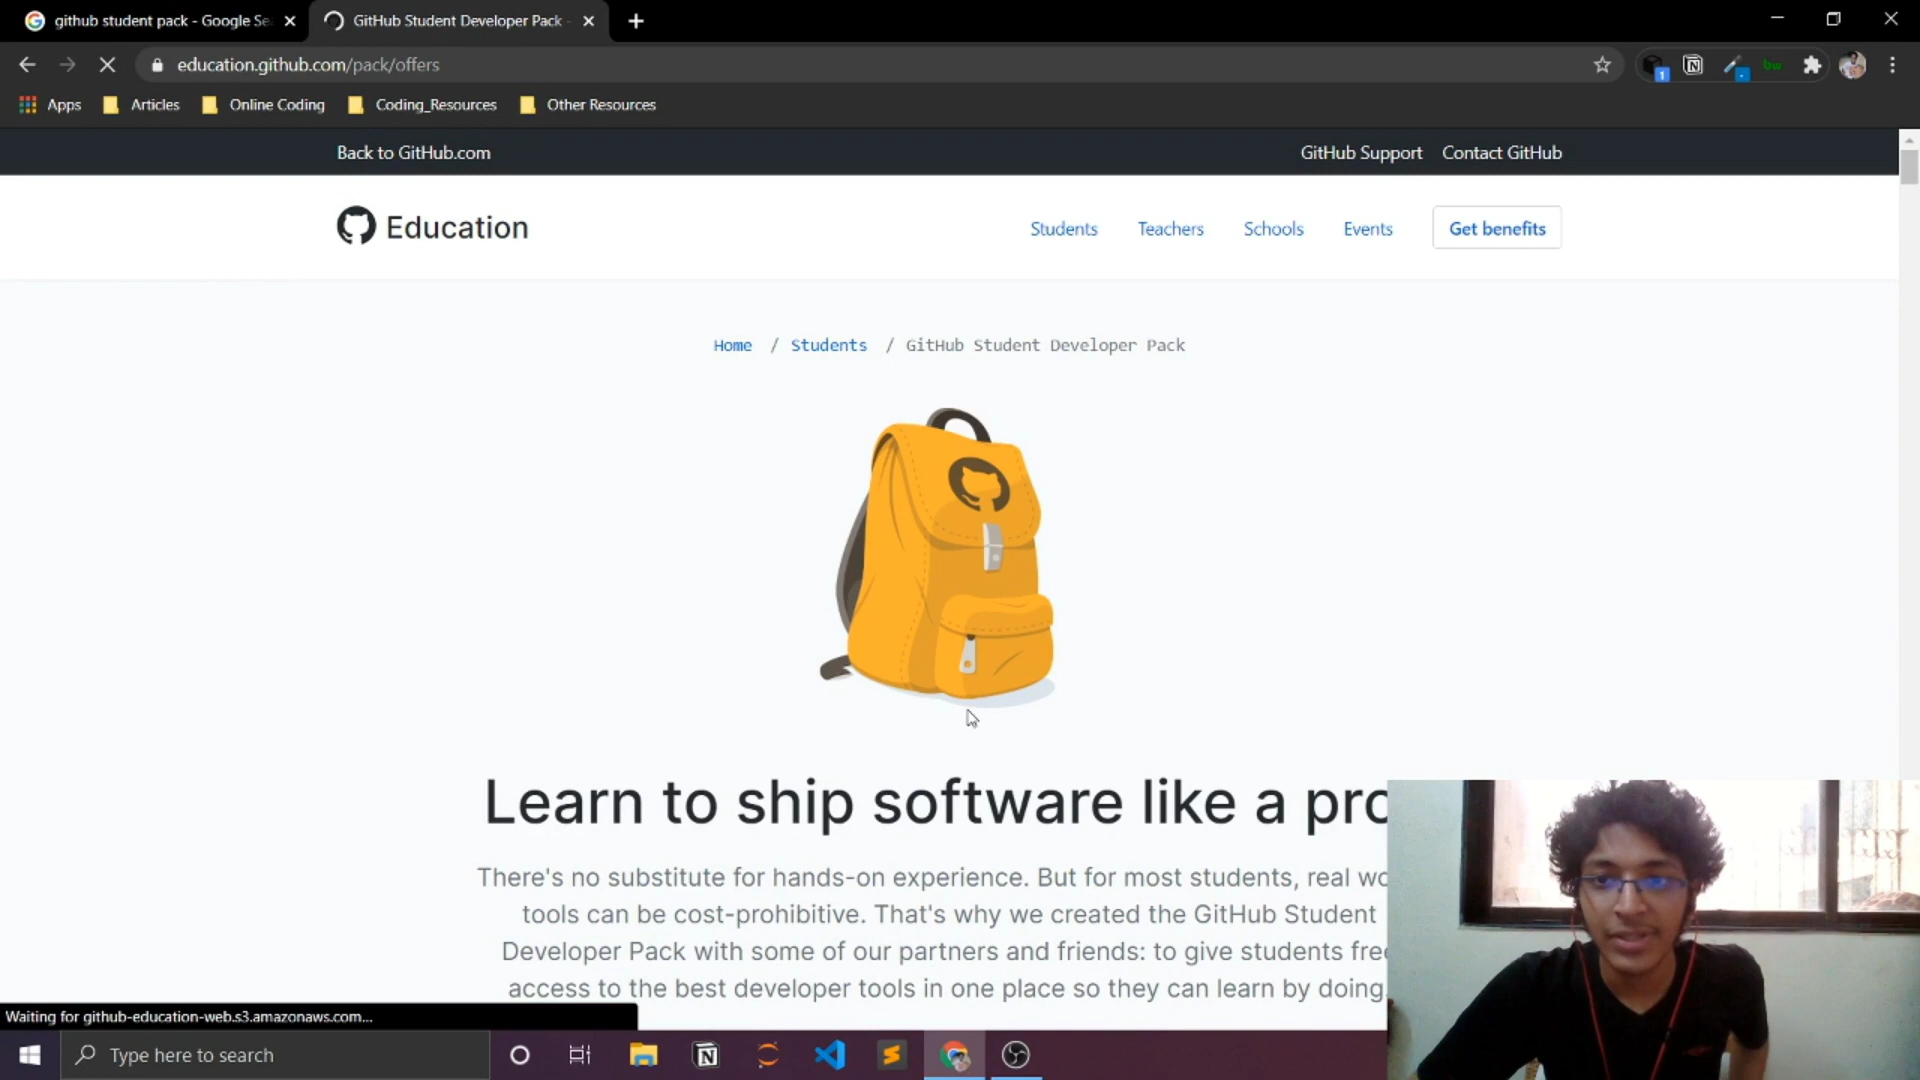 github student pack - Google Se
GitHub Student Developer Pack -
education.github.com/pack/offers
1
bw
Apps
Articles
Online Coding
Coding_Resources
Other Resources
Back to GitHub.com
GitHub Support
Contact GitHub
Education
Students
Teachers
Schools
Events
Get benefits
Home / Students / GitHub Student Developer Pack
Learn to ship software like a pro
There's no substitute for hands-on experience. But for most students, real wo
tools can be cost-prohibitive. That's why we created the GitHub Student
Developer Pack with some of our partners and friends: to give students free
access to the best developer tools in one place so they can learn by doing.
Waiting for github-education-web.s3.amazonaws.com...
Type here to search